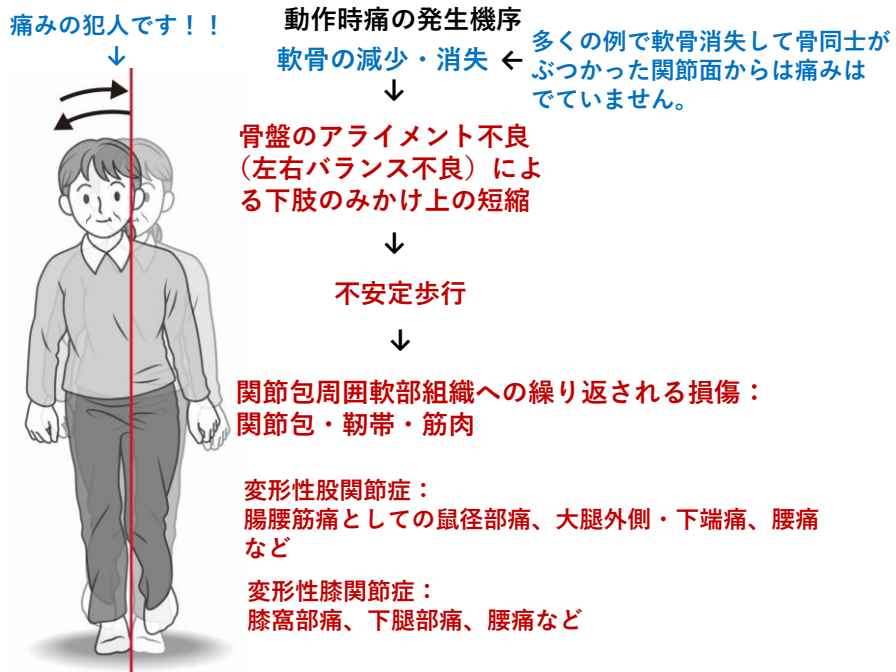 痛みの犯人です！！
↓
動作時痛の発生機序
軟骨の減少・消失 ←
多くの例で軟骨消失して骨同士が
ぶつかった関節面からは痛みは
でていません。
↓
骨盤のアライメント不良
（左右バランス不良）によ
る下肢のみかけ上の短縮
↓
不安定歩行
↓
関節包周囲軟部組織への繰り返される損傷：
関節包・靭帯・筋肉
変形性股関節症：
腸腰筋痛としての鼠径部痛、大腿外側・下端痛、腰痛
など
変形性膝関節症：
膝窩部痛、下腿部痛、腰痛など